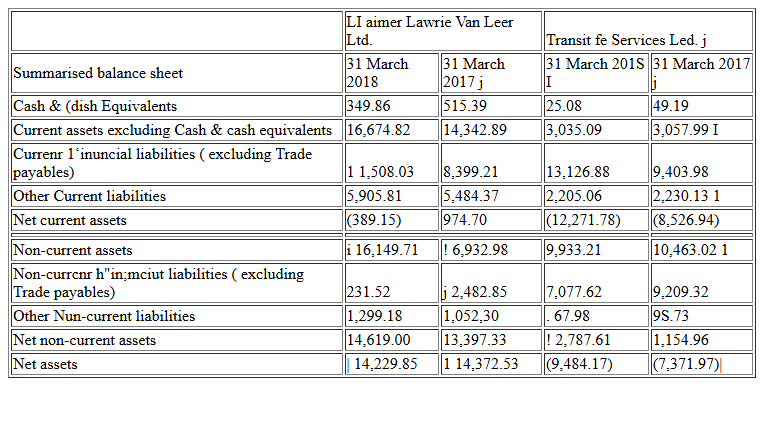 LI aimer Lawrie Van Leer
Ltd.
Transit fe Services Led. j
Summarised balance sheet
31 March
2018
31 March
2017 j
31 March 201S
I
31 March 2017
j
Cash & (dish Equivalents 349.86 515.39 25.08 49.19
Current assets excluding Cash & cash equivalents 16,674.82 14,342.89 3,035.09 3,057.99 I
Currenr 1‘inuncial liabilities ( excluding Trade
payables) 1 1,508.03 8,399.21 13,126.88 9,403.98
Other Current liabilities 5,905.81 5,484.37 2,205.06 2,230.13 1
Net current assets (389.15) 974.70 (12,271.78) (8,526.94)
Non-current assets i 16,149.71 ! 6,932.98 9,933.21 10,463.02 1
Non-currcnr h"in;mciut liabilities ( excluding
Trade payables) 231.52 j 2,482.85 7,077.62 9,209.32
Other Nun-current liabilities 1,299.18 1,052,30 . 67.98 9S.73
Net non-current assets 14,619.00 13,397.33 ! 2,787.61 1,154.96
Net assets | 14,229.85 1 14,372.53 (9,484.17) (7,371.97)|